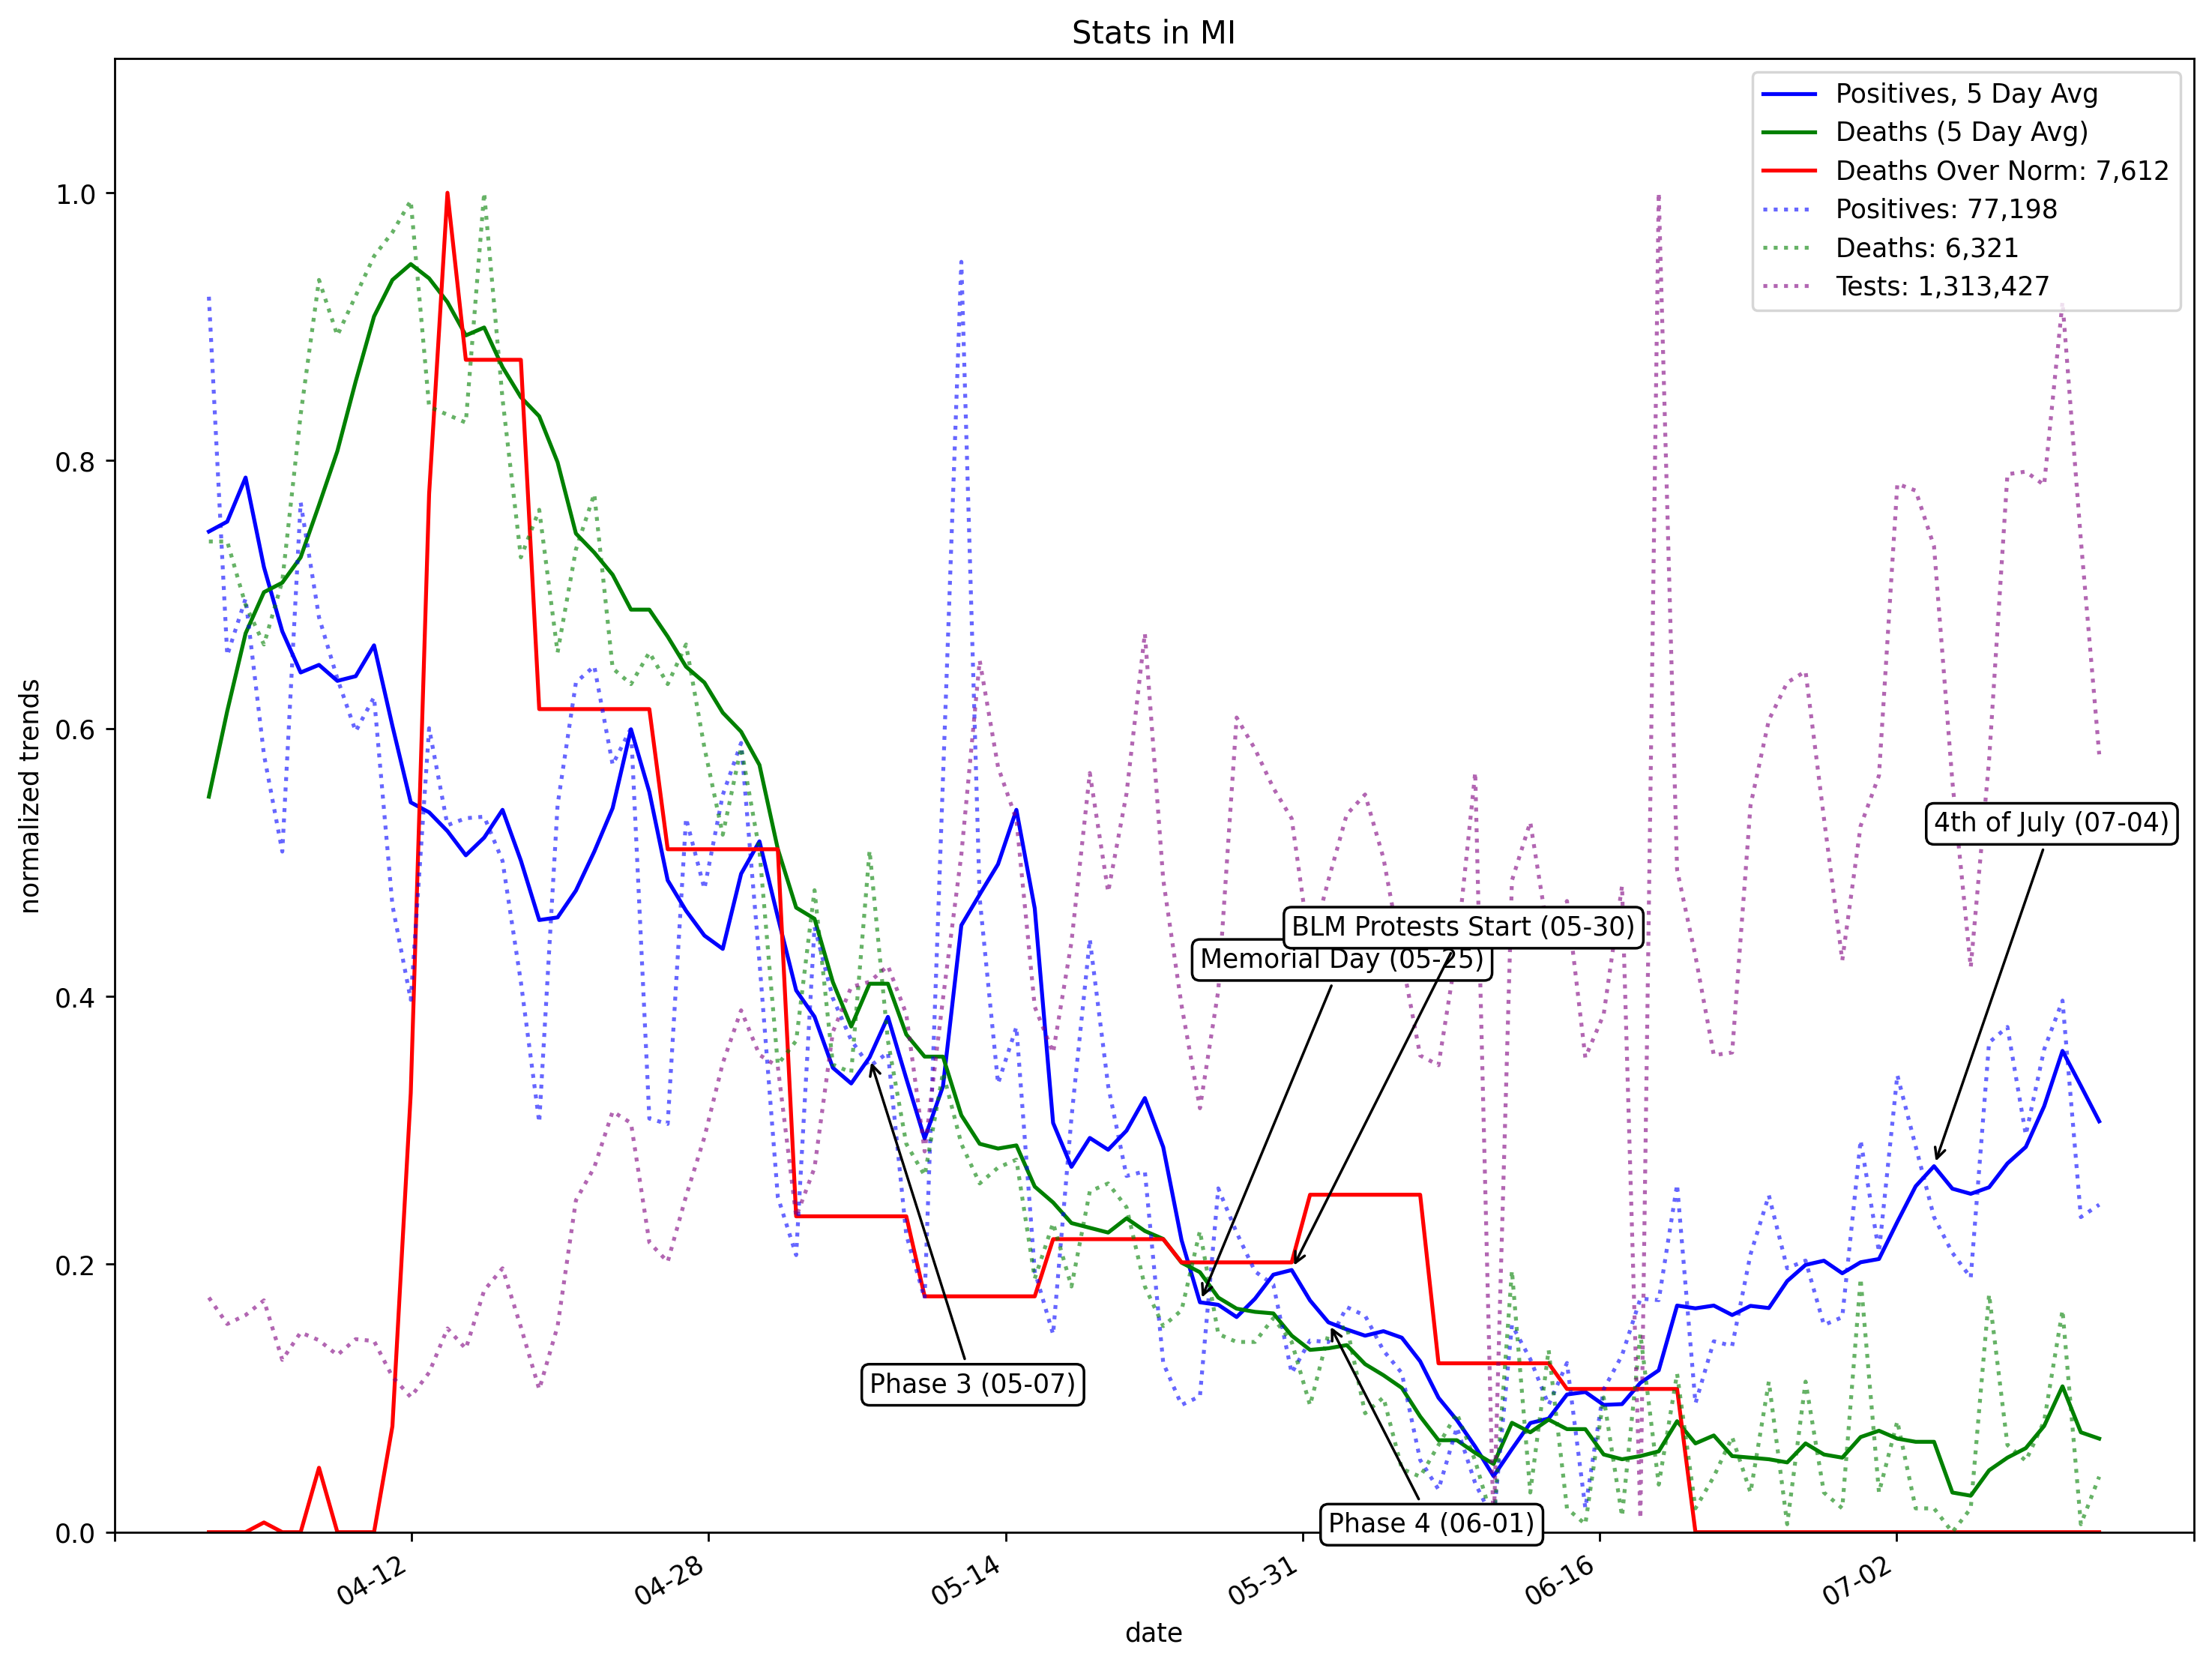 Stats in MI
Positives, 5 Day Avg
Deaths (5 Day Avg)
Deaths Over Norm: 7,612
Positives: 77,198
Deaths: 6,321
Tests: 1,313,427
normalized trends
1.0
0.8
0.6
0.4
0.2
0.0
4th of July (07-04)
BLM Protests Start (05-30)
Memorial Day (05-25)
Phase 3 (05-07)
Phase 4 (06-01)
04-12
04-28
05-14
05-31
06-16
07-02
date